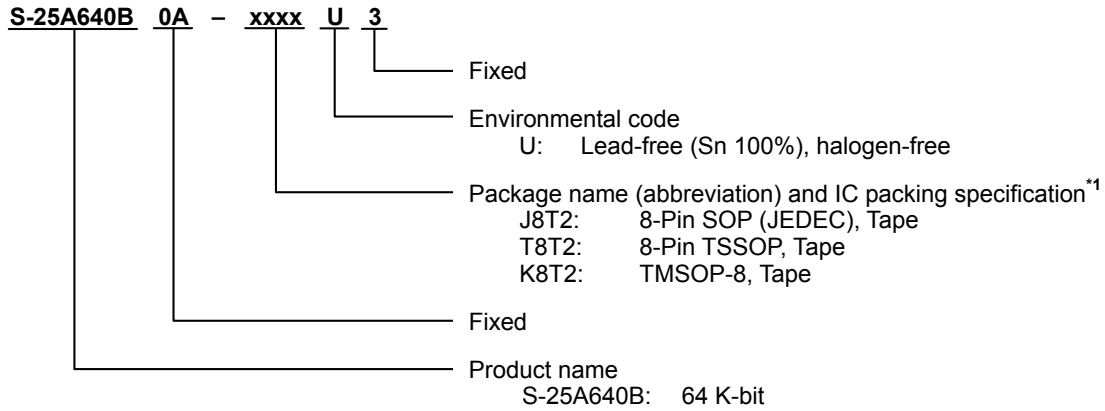 S-25A640B 0A – xxxx U 3
Fixed
Environmental code
U: Lead-free (Sn 100%), halogen-free
Package name (abbreviation) and IC packing specification*1
J8T2: 8-Pin SOP (JEDEC), Tape
T8T2: 8-Pin TSSOP, Tape
K8T2: TMSOP-8, Tape
Fixed
Product name
S-25A640B: 64 K-bit